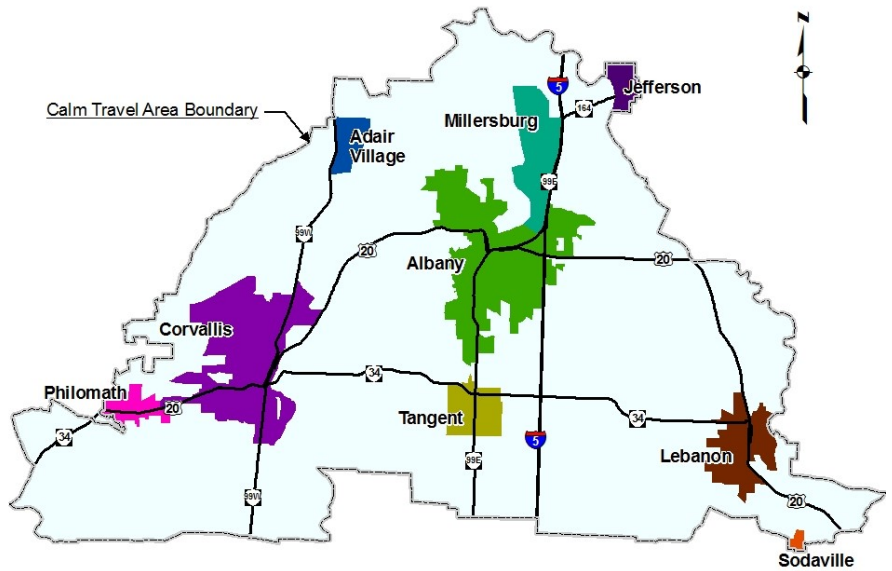 Z
5
Jefferson
Calm Travel Area Boundary
164
Millersburg
Adair
Village
99E
99W
20
20
Albany
Corvallis
34
Philomath
20
Tangent
34
34
5
Lebanon
99E
99W
20
Sodaville